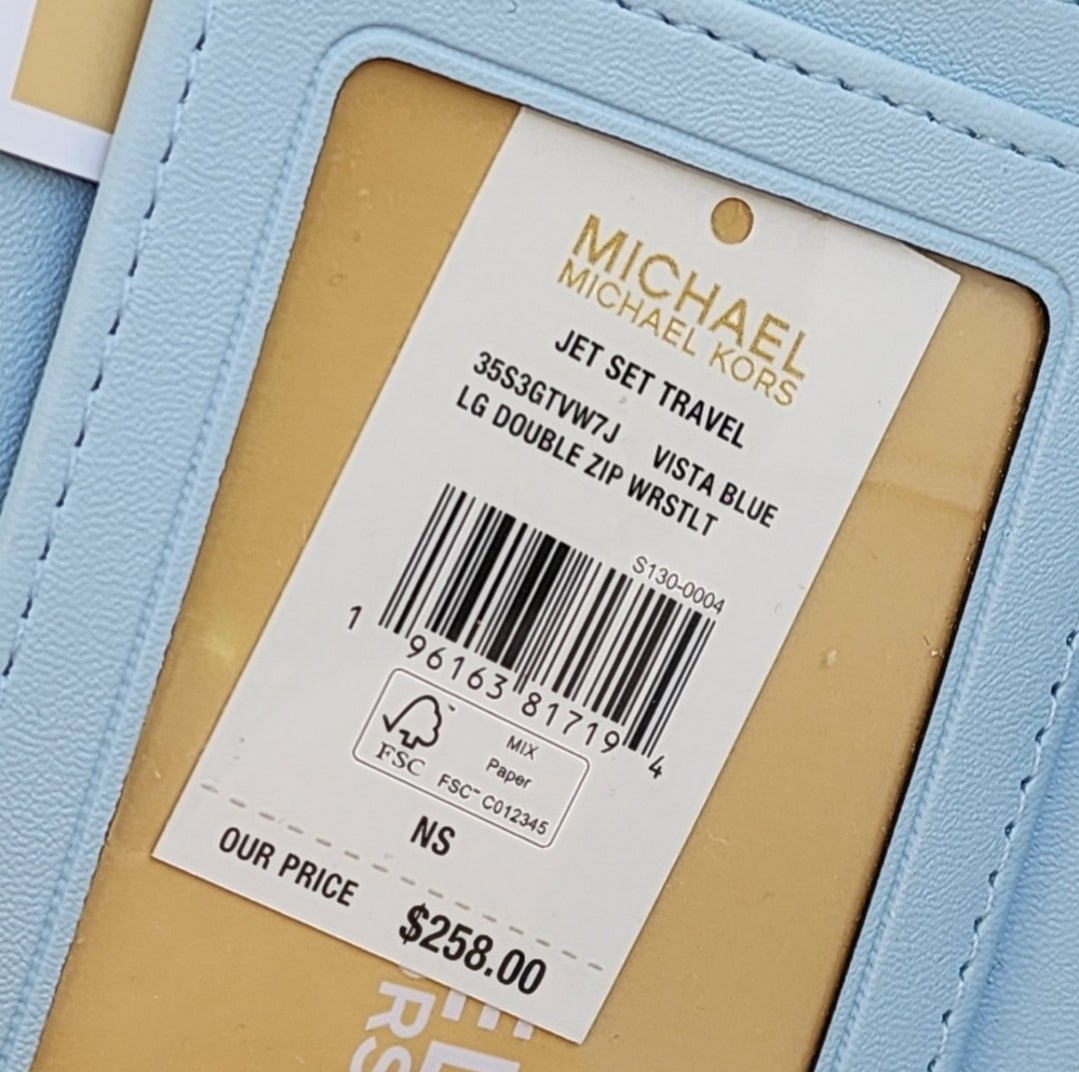 MICHAEL
MICHAEL KORS
JET SET TRAVEL
35S3GTVW7J VISTA BLUE
LG DOUBLE ZIP WRSTLT
S130-0004
1 96163 81719 4
FSC
MIX
Paper
FSC™ C012345
NS
OUR PRICE
$258.00